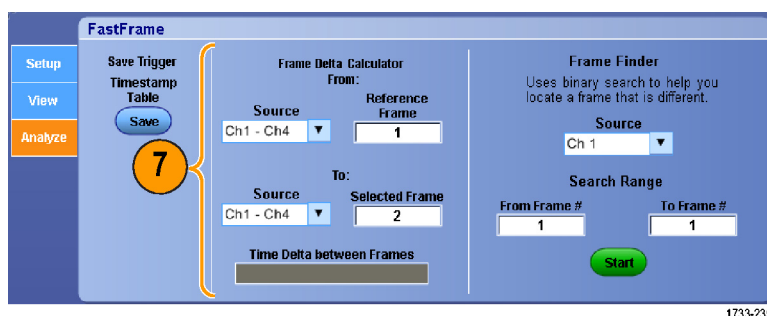 FastFrame
Setup
View
Analyze
Save Trigger
Timestamp
Table
Save
7
Frame Delta Calculator
From:
Source
Reference
Frame
Ch1 - Ch4
1
To:
Source
Selected Frame
Ch1 - Ch4
2
Time Delta between Frames
Frame Finder
Uses binary search to help you
locate a frame that is different.
Source
Ch 1
Search Range
From Frame #
To Frame #
1
1
Start